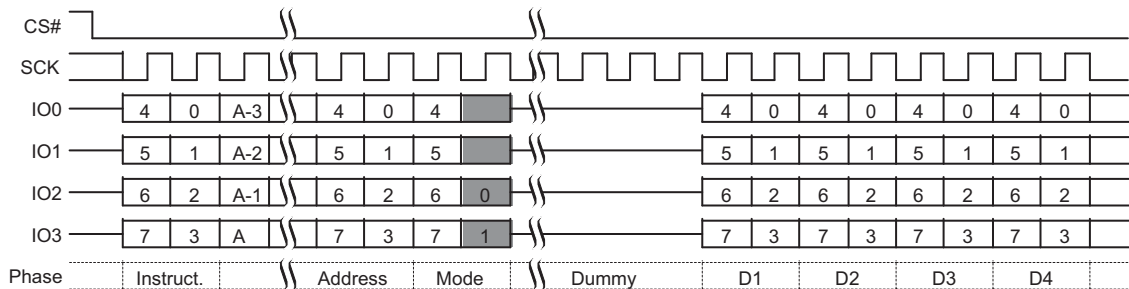 CS#
SCK
IO0 4 0 A-3 4 0 4 4 0 4 0 4 0 4 0
IO1 5 1 A-2 5 1 5 5 1 5 1 5 1 5 1
IO2 6 2 A-1 6 2 6 0 6 2 6 2 6 2 6 2
IO3 7 3 A 7 3 7 1 7 3 7 3 7 3 7 3
Phase Instruct. Address Mode Dummy D1 D2 D3 D4